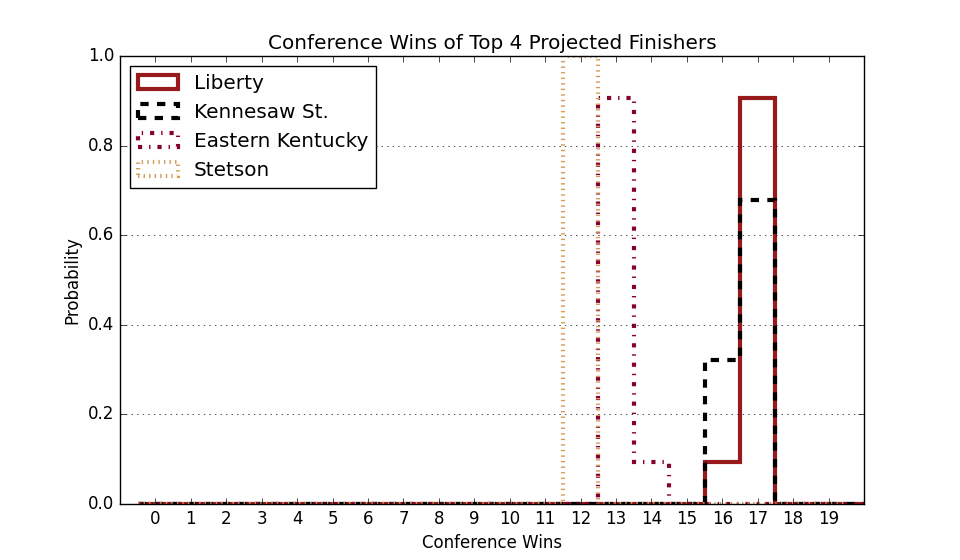 Conference Wins of Top 4 Projected Finishers
1.0
0.8
0.6
0.4
0.2
0.0
Probability
Liberty
Kennesaw St.
Eastern Kentucky
Stetson
0 1 2 3 4 5 6 7 8 9 10 11 12 13 14 15 16 17 18 19
Conference Wins